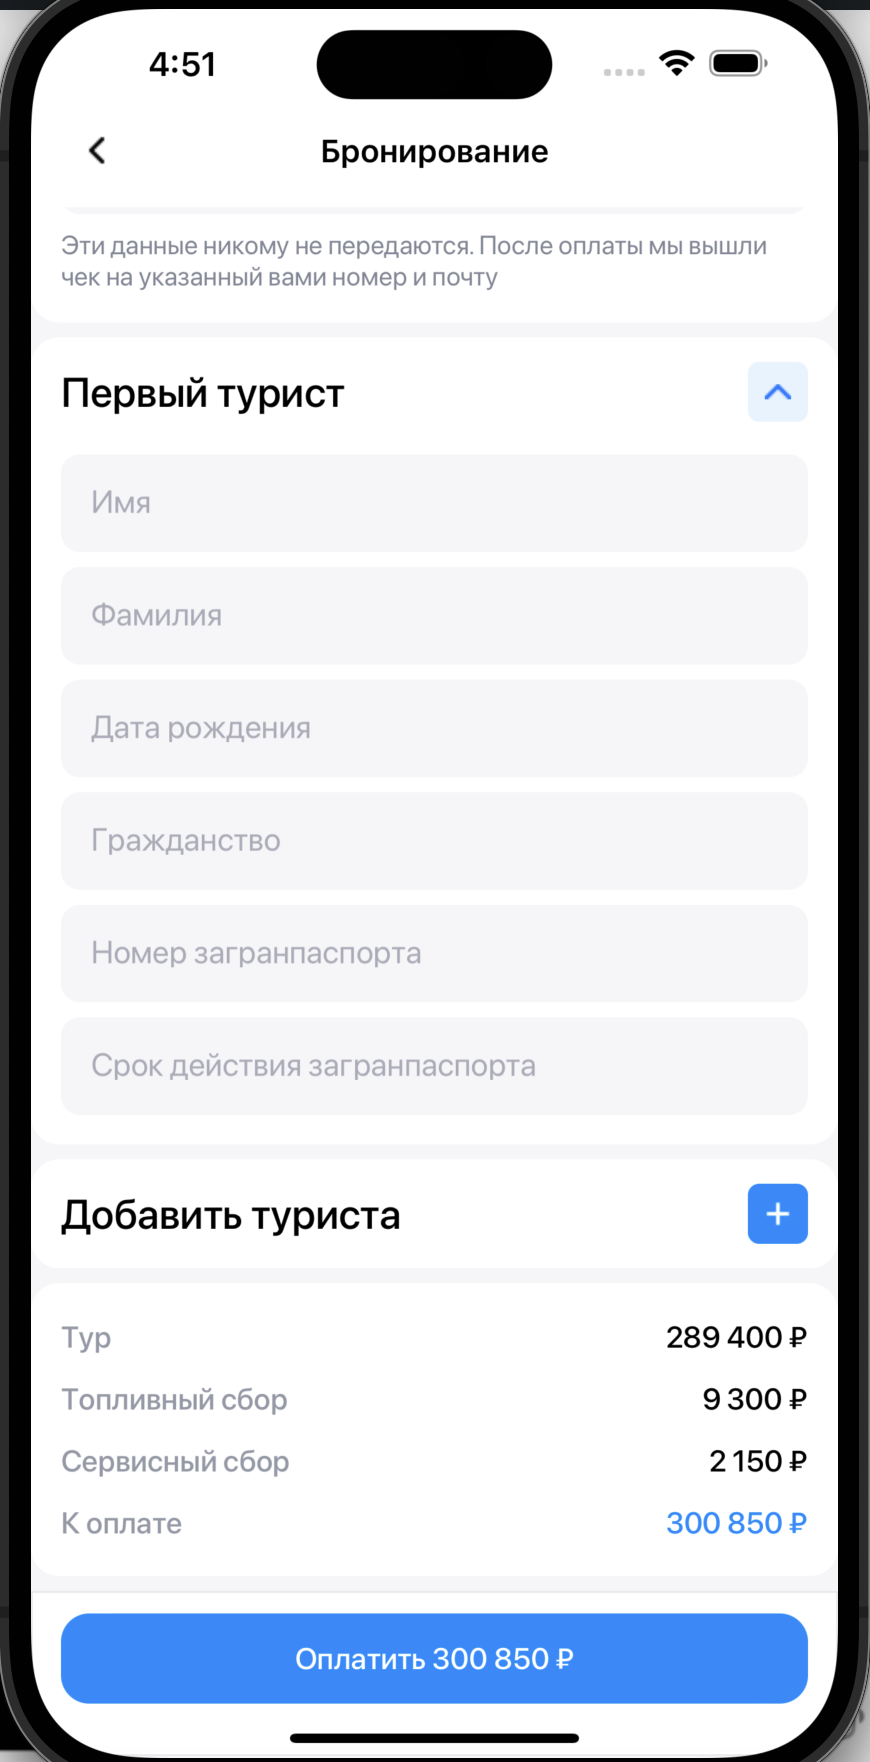 4:51
Бронирование
Эти данные никому не передаются. После оплаты мы вышли
чек на указанный вами номер и почту
Первый турист
Имя
Фамилия
Дата рождения
Гражданство
Номер загранпаспорта
Срок действия загранпаспорта
Добавить туриста
Тур 289 400 ₽
Топливный сбор 9 300 ₽
Сервисный сбор 2 150 ₽
К оплате 300 850 ₽
Оплатить 300 850 ₽